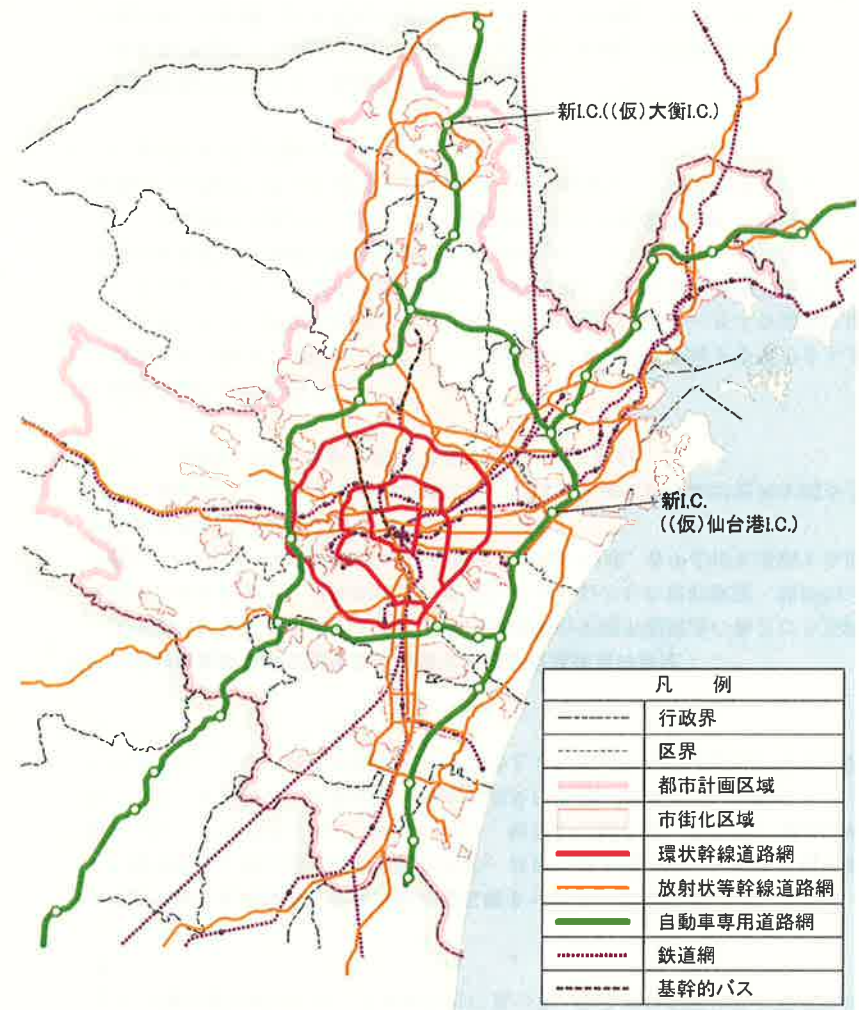 新I.C.((仮)大衡I.C.)
新I.C.
((仮)仙台港I.C.)
凡　例
行政界
区界
都市計画区域
市街化区域
環状幹線道路網
放射状等幹線道路網
自動車専用道路網
鉄道網
基幹的バス